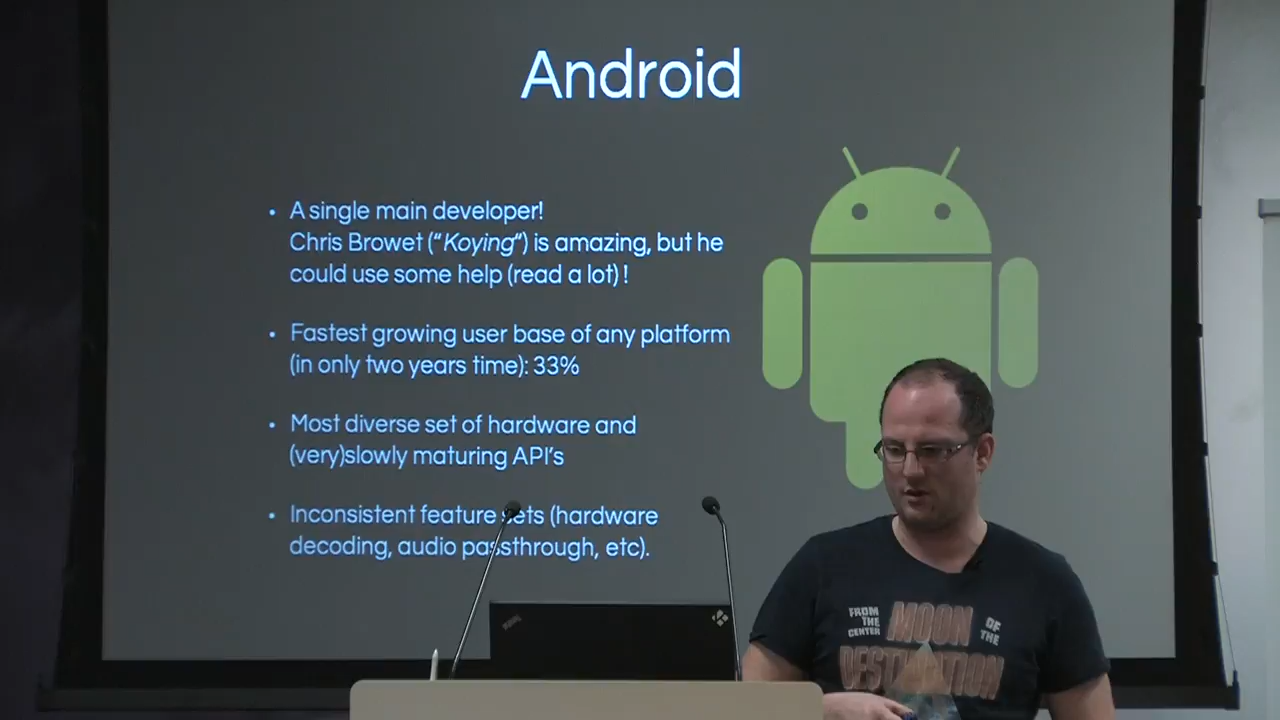 Android
• A single main developer!
Chris Browet ("Koying") is amazing, but he
could use some help (read a lot) !
• Fastest growing user base of any platform
(in only two years time): 33%
• Most diverse set of hardware and
(very)slowly maturing API's
• Inconsistent feature sets (hardware
decoding, audio passthrough, etc).
FROM
THE
CENTER
MOON
OF
THE
DESTINATION